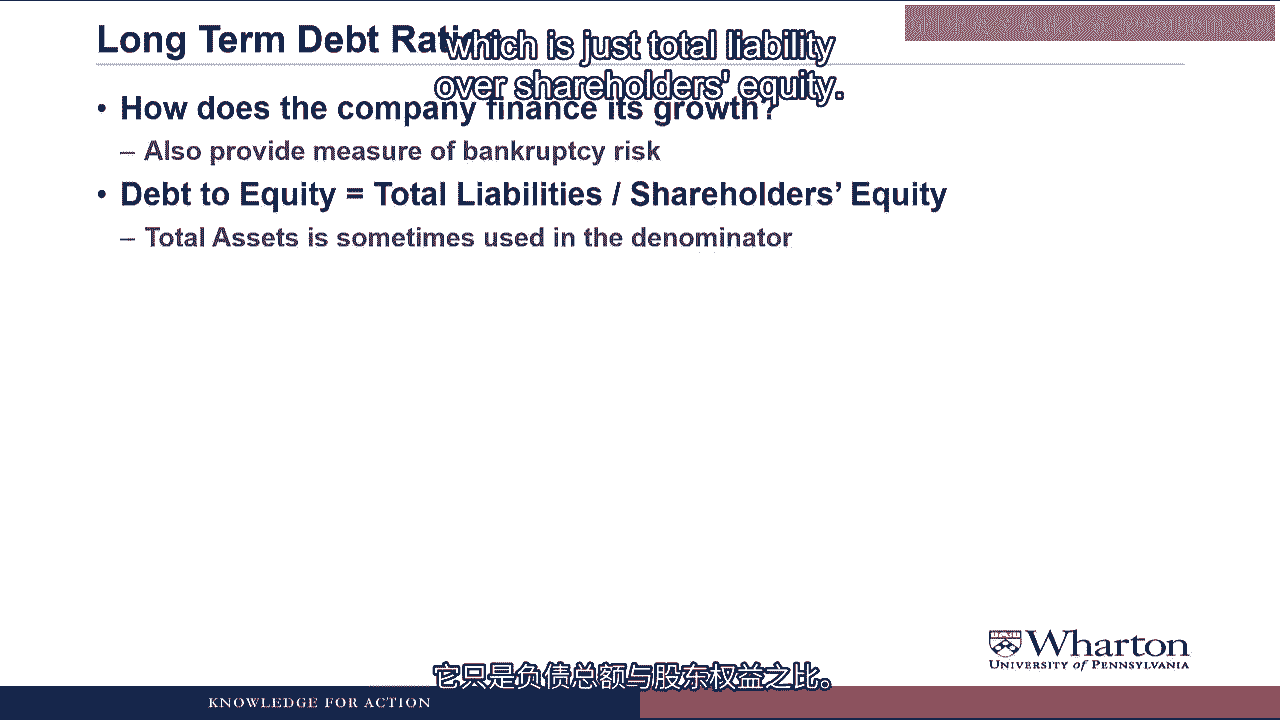 Long Term Debt
which is just total liability
over shareholders' equity.
• How does the company finance its growth?
– Also provide measure of bankruptcy risk
• Debt to Equity = Total Liabilities / Shareholders' Equity
– Total Assets is sometimes used in the denominator
Wharton
UNIVERSITY of PENNSYLVANIA
它只是负债总额与股东权益之比。
KNOWLEDGE FOR ACTION